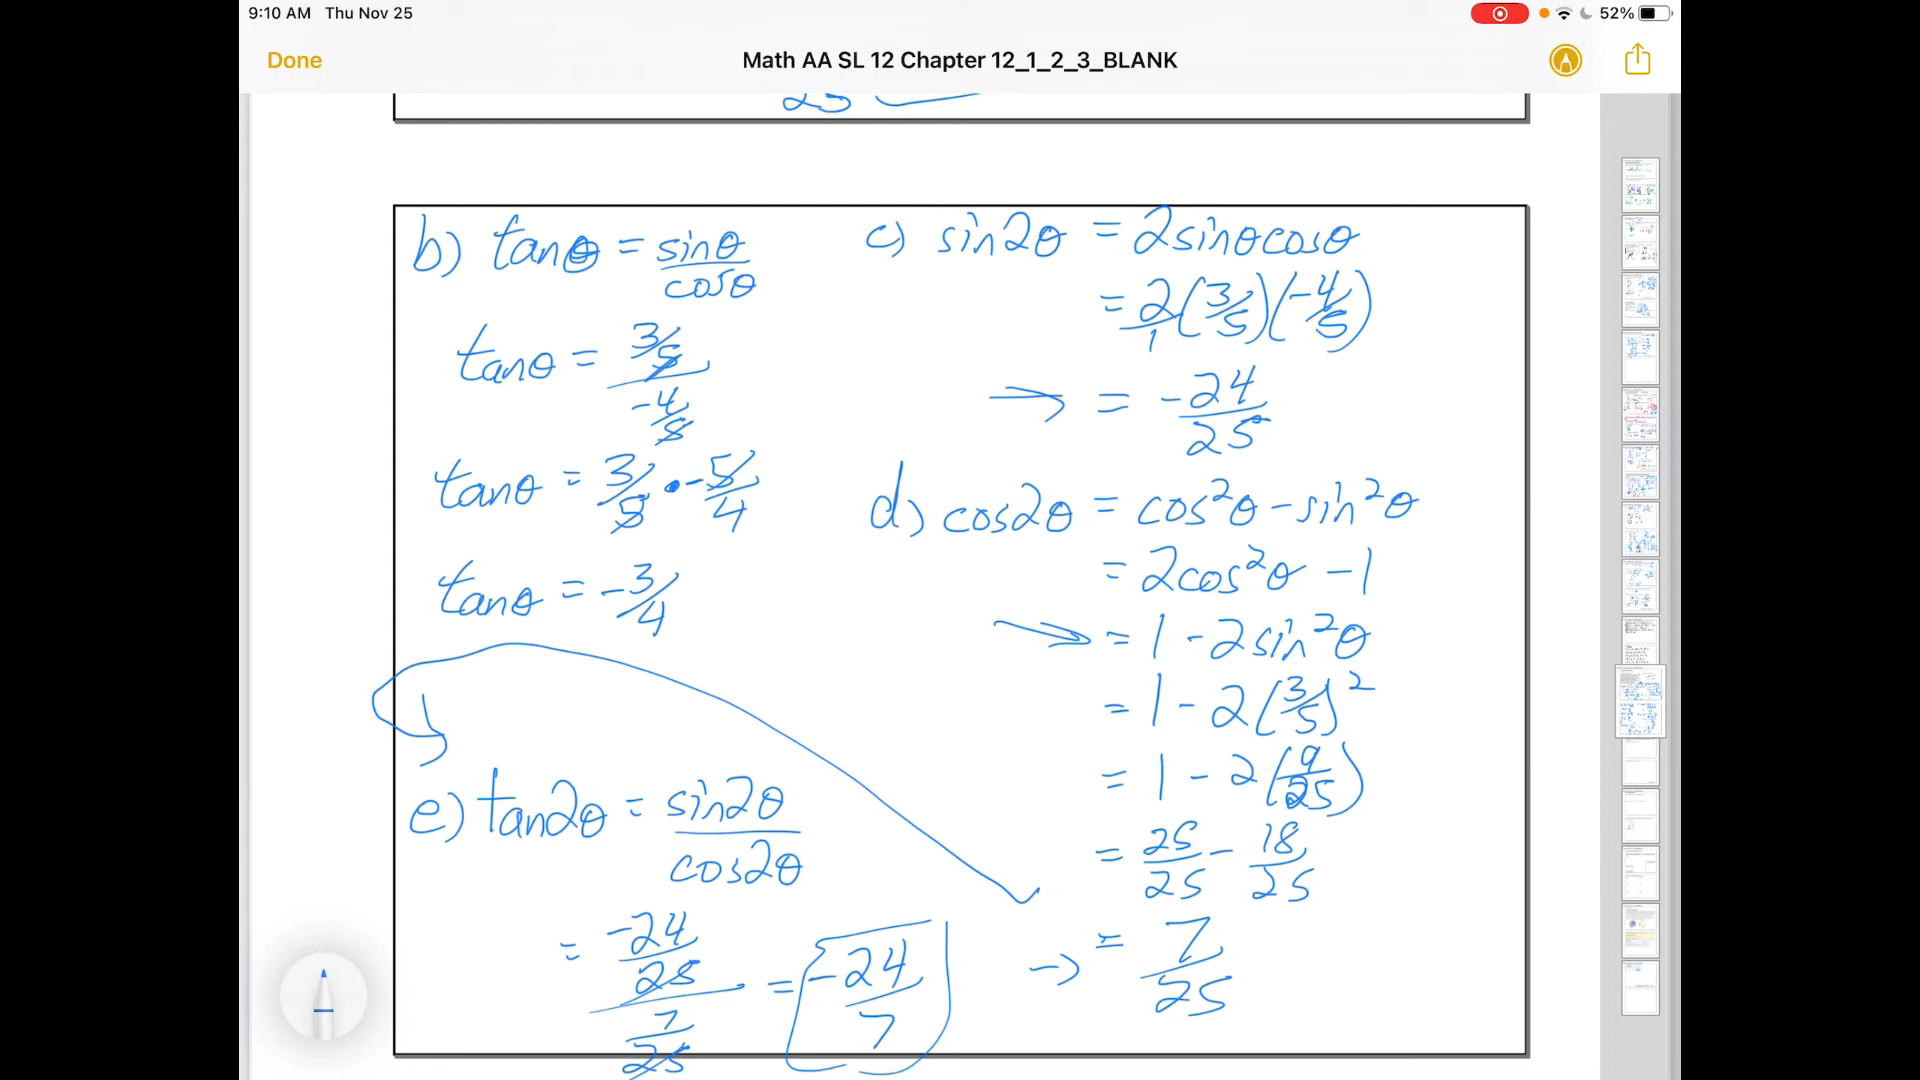 9:10 AM Thu Nov 25
52%
Done
Math AA SL 12 Chapter 12_1_2_3_BLANK
25
b) tanθ = sinθ/cosθ
tanθ = (3/5)/(-4/5)
tanθ = 3/5 · -5/4
tanθ = -3/4
e) tan2θ = sin2θ/cos2θ
= (-24/25)/(7/25) = -24/7
c) sin2θ = 2sinθcosθ
= 2/1 (3/5)(-4/5)
→ = -24/25
d) cos2θ = cos²θ - sin²θ
= 2cos²θ - 1
→ = 1 - 2sin²θ
= 1 - 2(3/5)²
= 1 - 2(9/25)
= 25/25 - 18/25
→ = 7/25